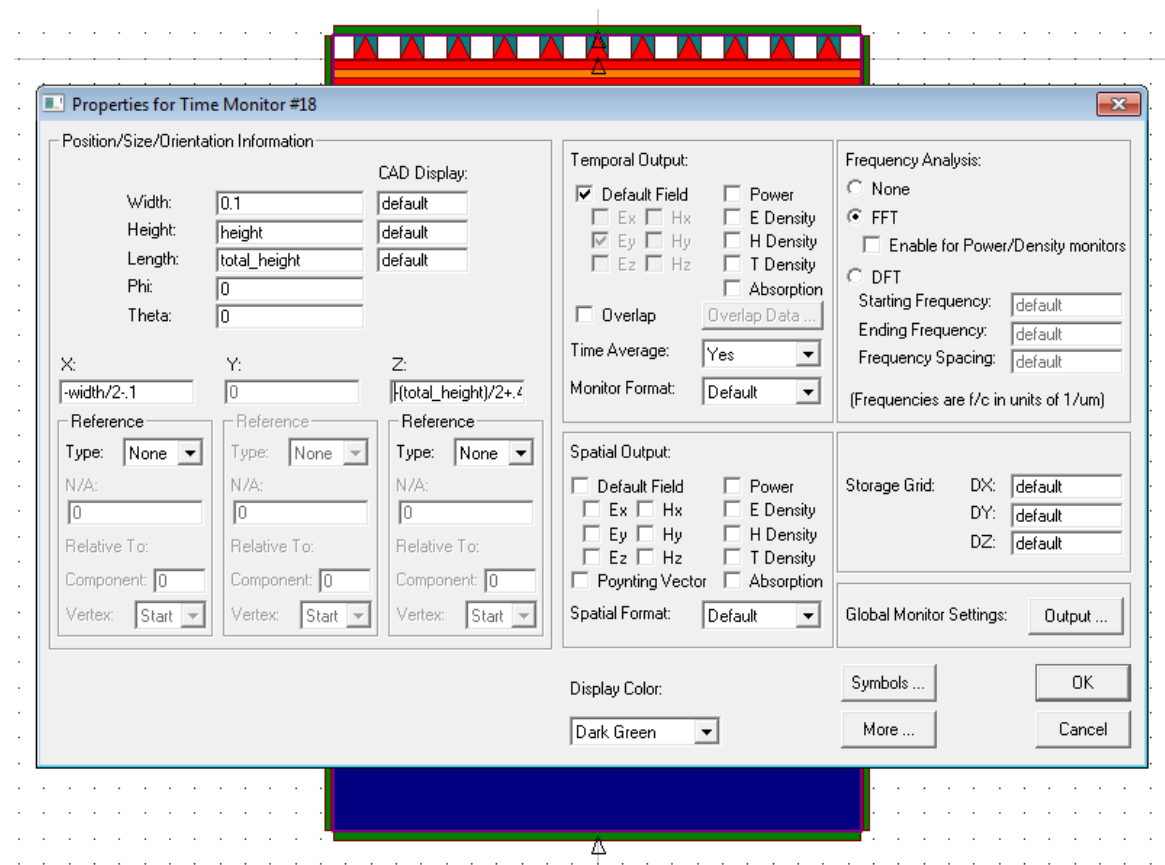 Properties for Time Monitor #18
Position/Size/Orientation Information
CAD Display:
Width: 0.1 default
Height: height default
Length: total_height default
Phi: 0
Theta: 0
X: Y: Z:
-width/2-.1 0 -(total_height)/2+.4
Reference Reference Reference
Type: None Type: None Type: None
N/A: N/A: N/A:
0 0 0
Relative To: Relative To: Relative To:
Component: 0 Component: 0 Component: 0
Vertex: Start Vertex: Start Vertex: Start
Temporal Output:
Default Field Power
Ex Hx E Density
Ey Hy H Density
Ez Hz T Density
Absorption
Overlap Overlap Data ...
Time Average: Yes
Monitor Format: Default
Spatial Output:
Default Field Power
Ex Hx E Density
Ey Hy H Density
Ez Hz T Density
Poynting Vector Absorption
Spatial Format: Default
Display Color:
Dark Green
Frequency Analysis:
None
FFT
Enable for Power/Density monitors
DFT
Starting Frequency: default
Ending Frequency: default
Frequency Spacing: default
(Frequencies are f/c in units of 1/um)
Storage Grid: DX: default
DY: default
DZ: default
Global Monitor Settings: Output ...
Symbols ... OK
More ... Cancel